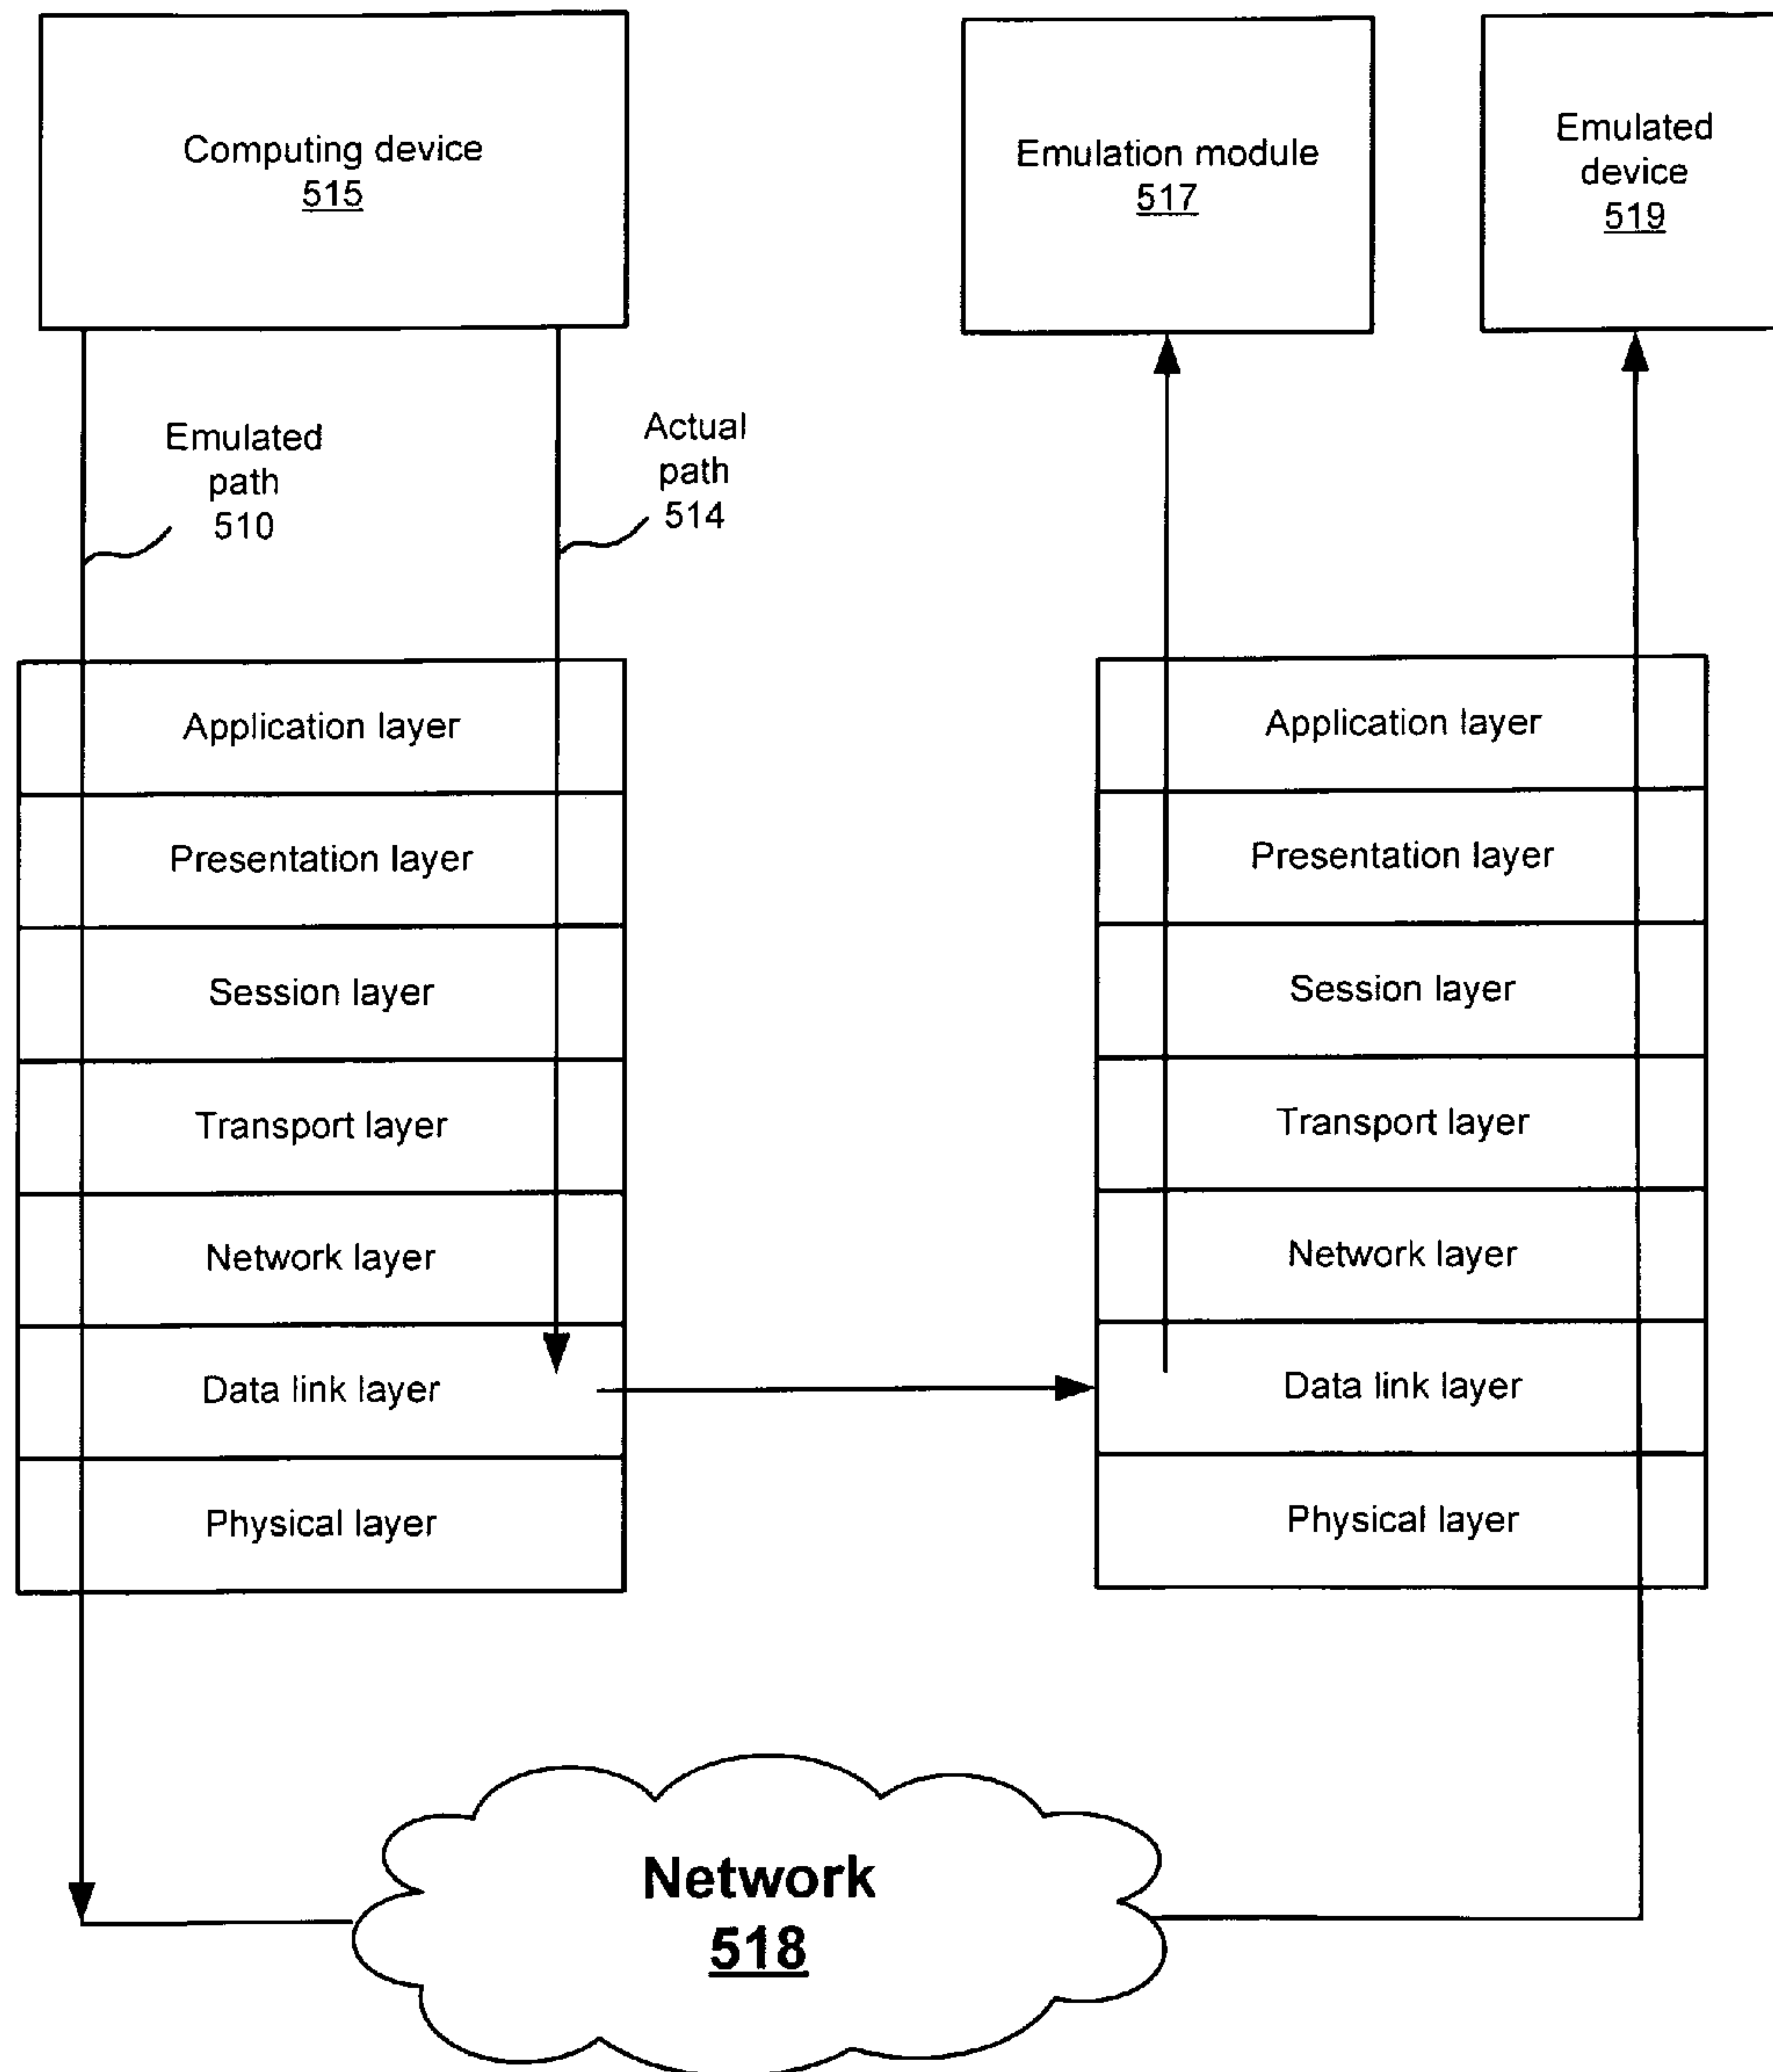 Computing device
515
Emulation module
517
Emulated
device
519
Emulated
path
510
Actual
path
514
Application layer
Presentation layer
Session layer
Transport layer
Network layer
Data link layer
Physical layer
Application layer
Presentation layer
Session layer
Transport layer
Network layer
Data link layer
Physical layer
Network
518